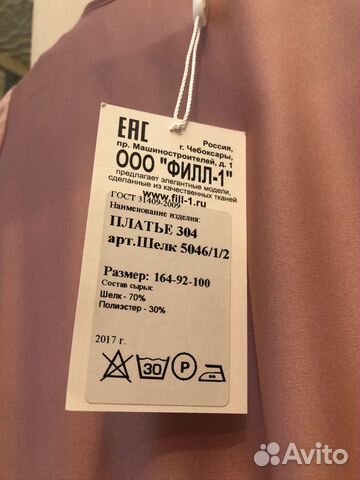 ЕАС
Россия,
г. Чебоксары,
пр. Машиностроителей, д. 1
ООО "ФИЛЛ-1"
предлагает элегантные модели,
сделанные из качественных тканей
www.fill-1.ru
ГОСТ 31409-2009
Наименование изделия:
ПЛАТЬЕ 304
арт.Шелк 5046/1/2
Размер: 164-92-100
Состав сырья:
Шелк - 70%
Полиэстер - 30%
2017 г.
30 P
Avito